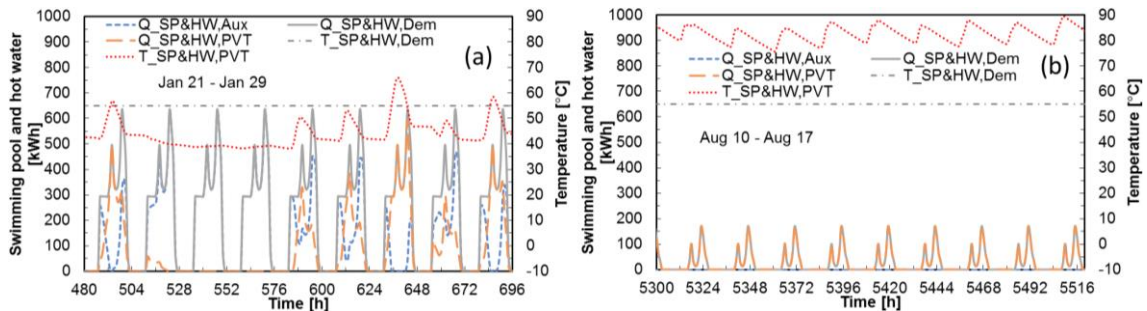 Swimming pool and hot water
[kWh]
1000
900
800
700
600
500
400
300
200
100
0
Q_SP&HW,Aux
Q_SP&HW,PVT
T_SP&HW,PVT
Q_SP&HW,Dem
T_SP&HW,Dem
(a)
Jan 21 - Jan 29
90
80
70
60
50
40
30
20
10
0
-10
Temperature [°C]
480 504 528 552 576 600 624 648 672 696
Time [h]
Swimming pool and hot water
[kWh]
1000
900
800
700
600
500
400
300
200
100
0
Q_SP&HW,Aux
Q_SP&HW,PVT
T_SP&HW,PVT
Q_SP&HW,Dem
T_SP&HW,Dem
(b)
Aug 10 - Aug 17
90
80
70
60
50
40
30
20
10
0
-10
Temperature [°C]
5300 5324 5348 5372 5396 5420 5444 5468 5492 5516
Time [h]